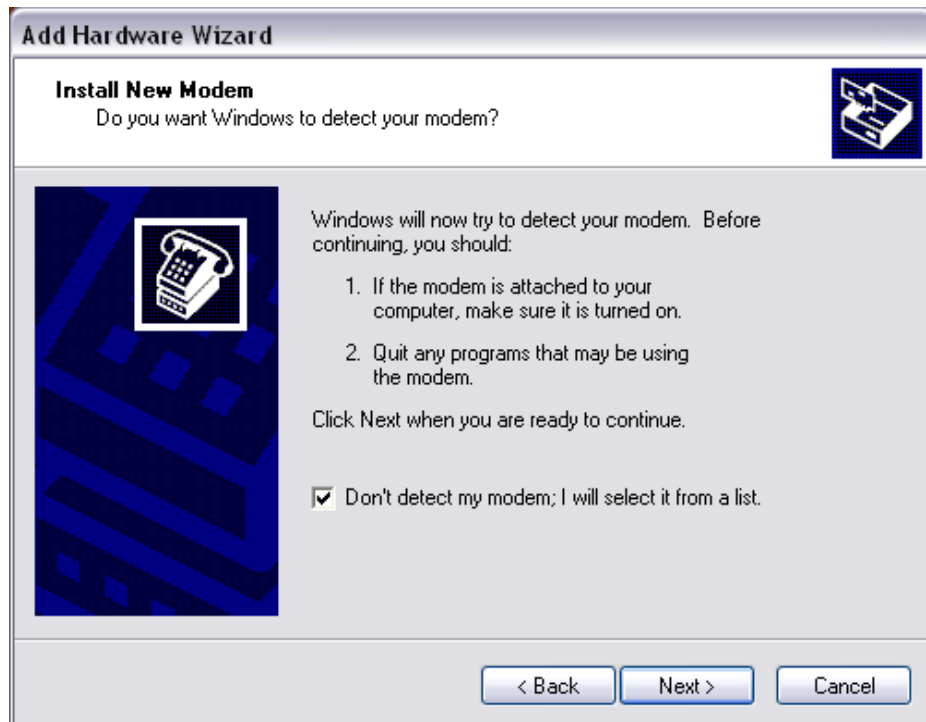 Add Hardware Wizard
Install New Modem
Do you want Windows to detect your modem?
Windows will now try to detect your modem.  Before
continuing, you should:
1.  If the modem is attached to your
computer, make sure it is turned on.
2.  Quit any programs that may be using
the modem.
Click Next when you are ready to continue.
Don't detect my modem; I will select it from a list.
< Back
Next >
Cancel